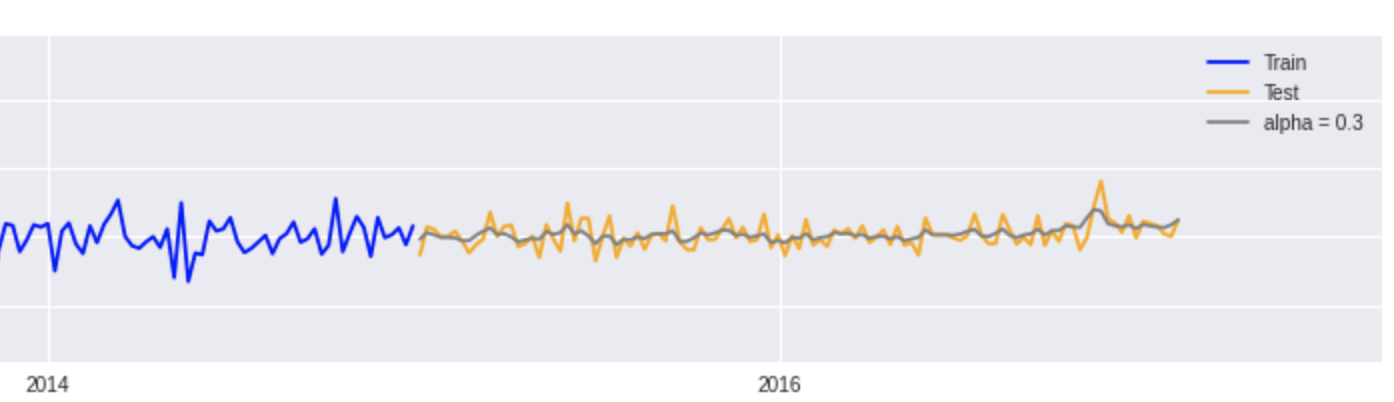 Train
Test
alpha = 0.3
2014
2016